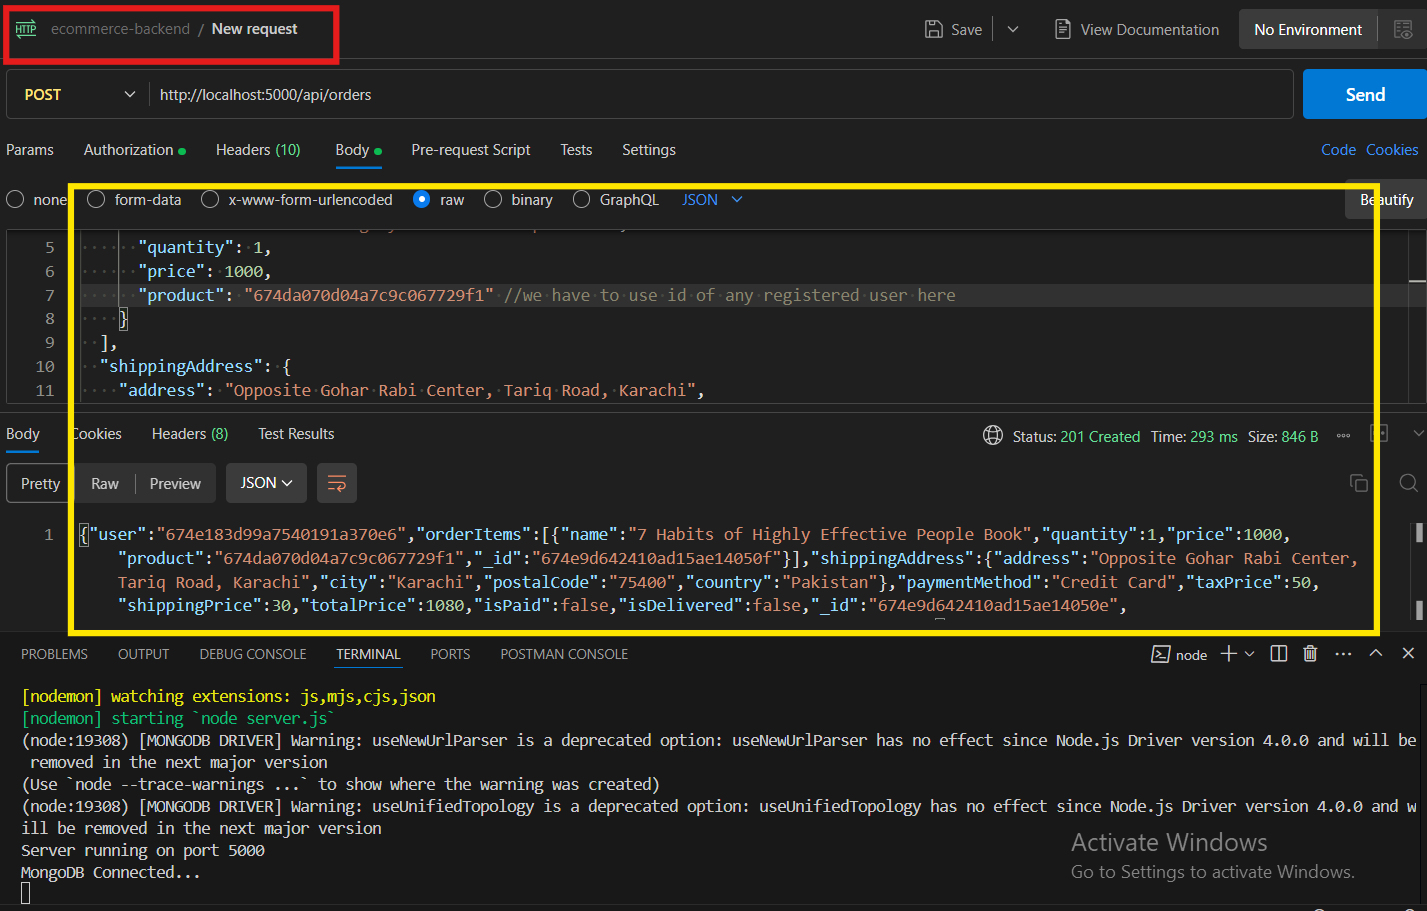 HTTP ecommerce-backend / New request Save View Documentation No Environment
POST http://localhost:5000/api/orders Send
Params Authorization Headers (10) Body Pre-request Script Tests Settings Code Cookies
none form-data x-www-form-urlencoded raw binary GraphQL JSON Beautify
5 "quantity": 1,
6 "price": 1000,
7 "product": "674da070d04a7c9c067729f1" //we have to use id of any registered user here
8 }
9 ],
10 "shippingAddress": {
11 "address": "Opposite Gohar Rabi Center, Tariq Road, Karachi",
Body Cookies Headers (8) Test Results Status: 201 Created Time: 293 ms Size: 846 B
Pretty Raw Preview JSON
1 {"user":"674e183d99a7540191a370e6","orderItems":[{"name":"7 Habits of Highly Effective People Book","quantity":1,"price":1000,
"product":"674da070d04a7c9c067729f1","_id":"674e9d642410ad15ae14050f"}],"shippingAddress":{"address":"Opposite Gohar Rabi Center,
Tariq Road, Karachi","city":"Karachi","postalCode":"75400","country":"Pakistan"},"paymentMethod":"Credit Card","taxPrice":50,
"shippingPrice":30,"totalPrice":1080,"isPaid":false,"isDelivered":false,"_id":"674e9d642410ad15ae14050e",
PROBLEMS OUTPUT DEBUG CONSOLE TERMINAL PORTS POSTMAN CONSOLE node
[nodemon] watching extensions: js,mjs,cjs,json
[nodemon] starting `node server.js`
(node:19308) [MONGODB DRIVER] Warning: useNewUrlParser is a deprecated option: useNewUrlParser has no effect since Node.js Driver version 4.0.0 and will be
removed in the next major version
(Use `node --trace-warnings ...` to show where the warning was created)
(node:19308) [MONGODB DRIVER] Warning: useUnifiedTopology is a deprecated option: useUnifiedTopology has no effect since Node.js Driver version 4.0.0 and w
ill be removed in the next major version
Server running on port 5000
MongoDB Connected...
Activate Windows
Go to Settings to activate Windows.